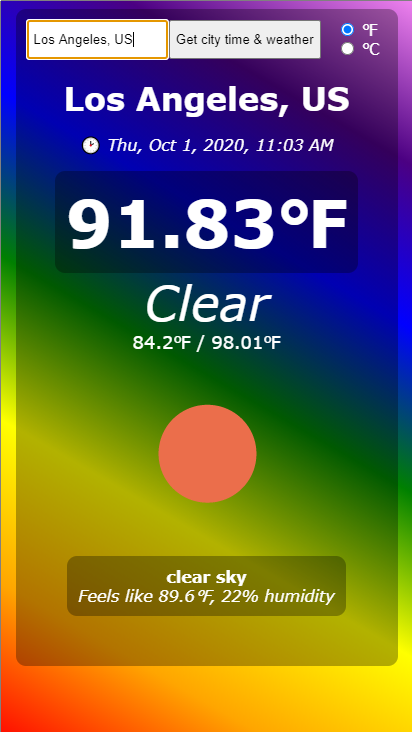 Los Angeles, US Get city time & weather ºF
ºC
Los Angeles, US
🕑 Thu, Oct 1, 2020, 11:03 AM
91.83ºF
Clear
84.2ºF / 98.01ºF
clear sky
Feels like 89.6ºF, 22% humidity